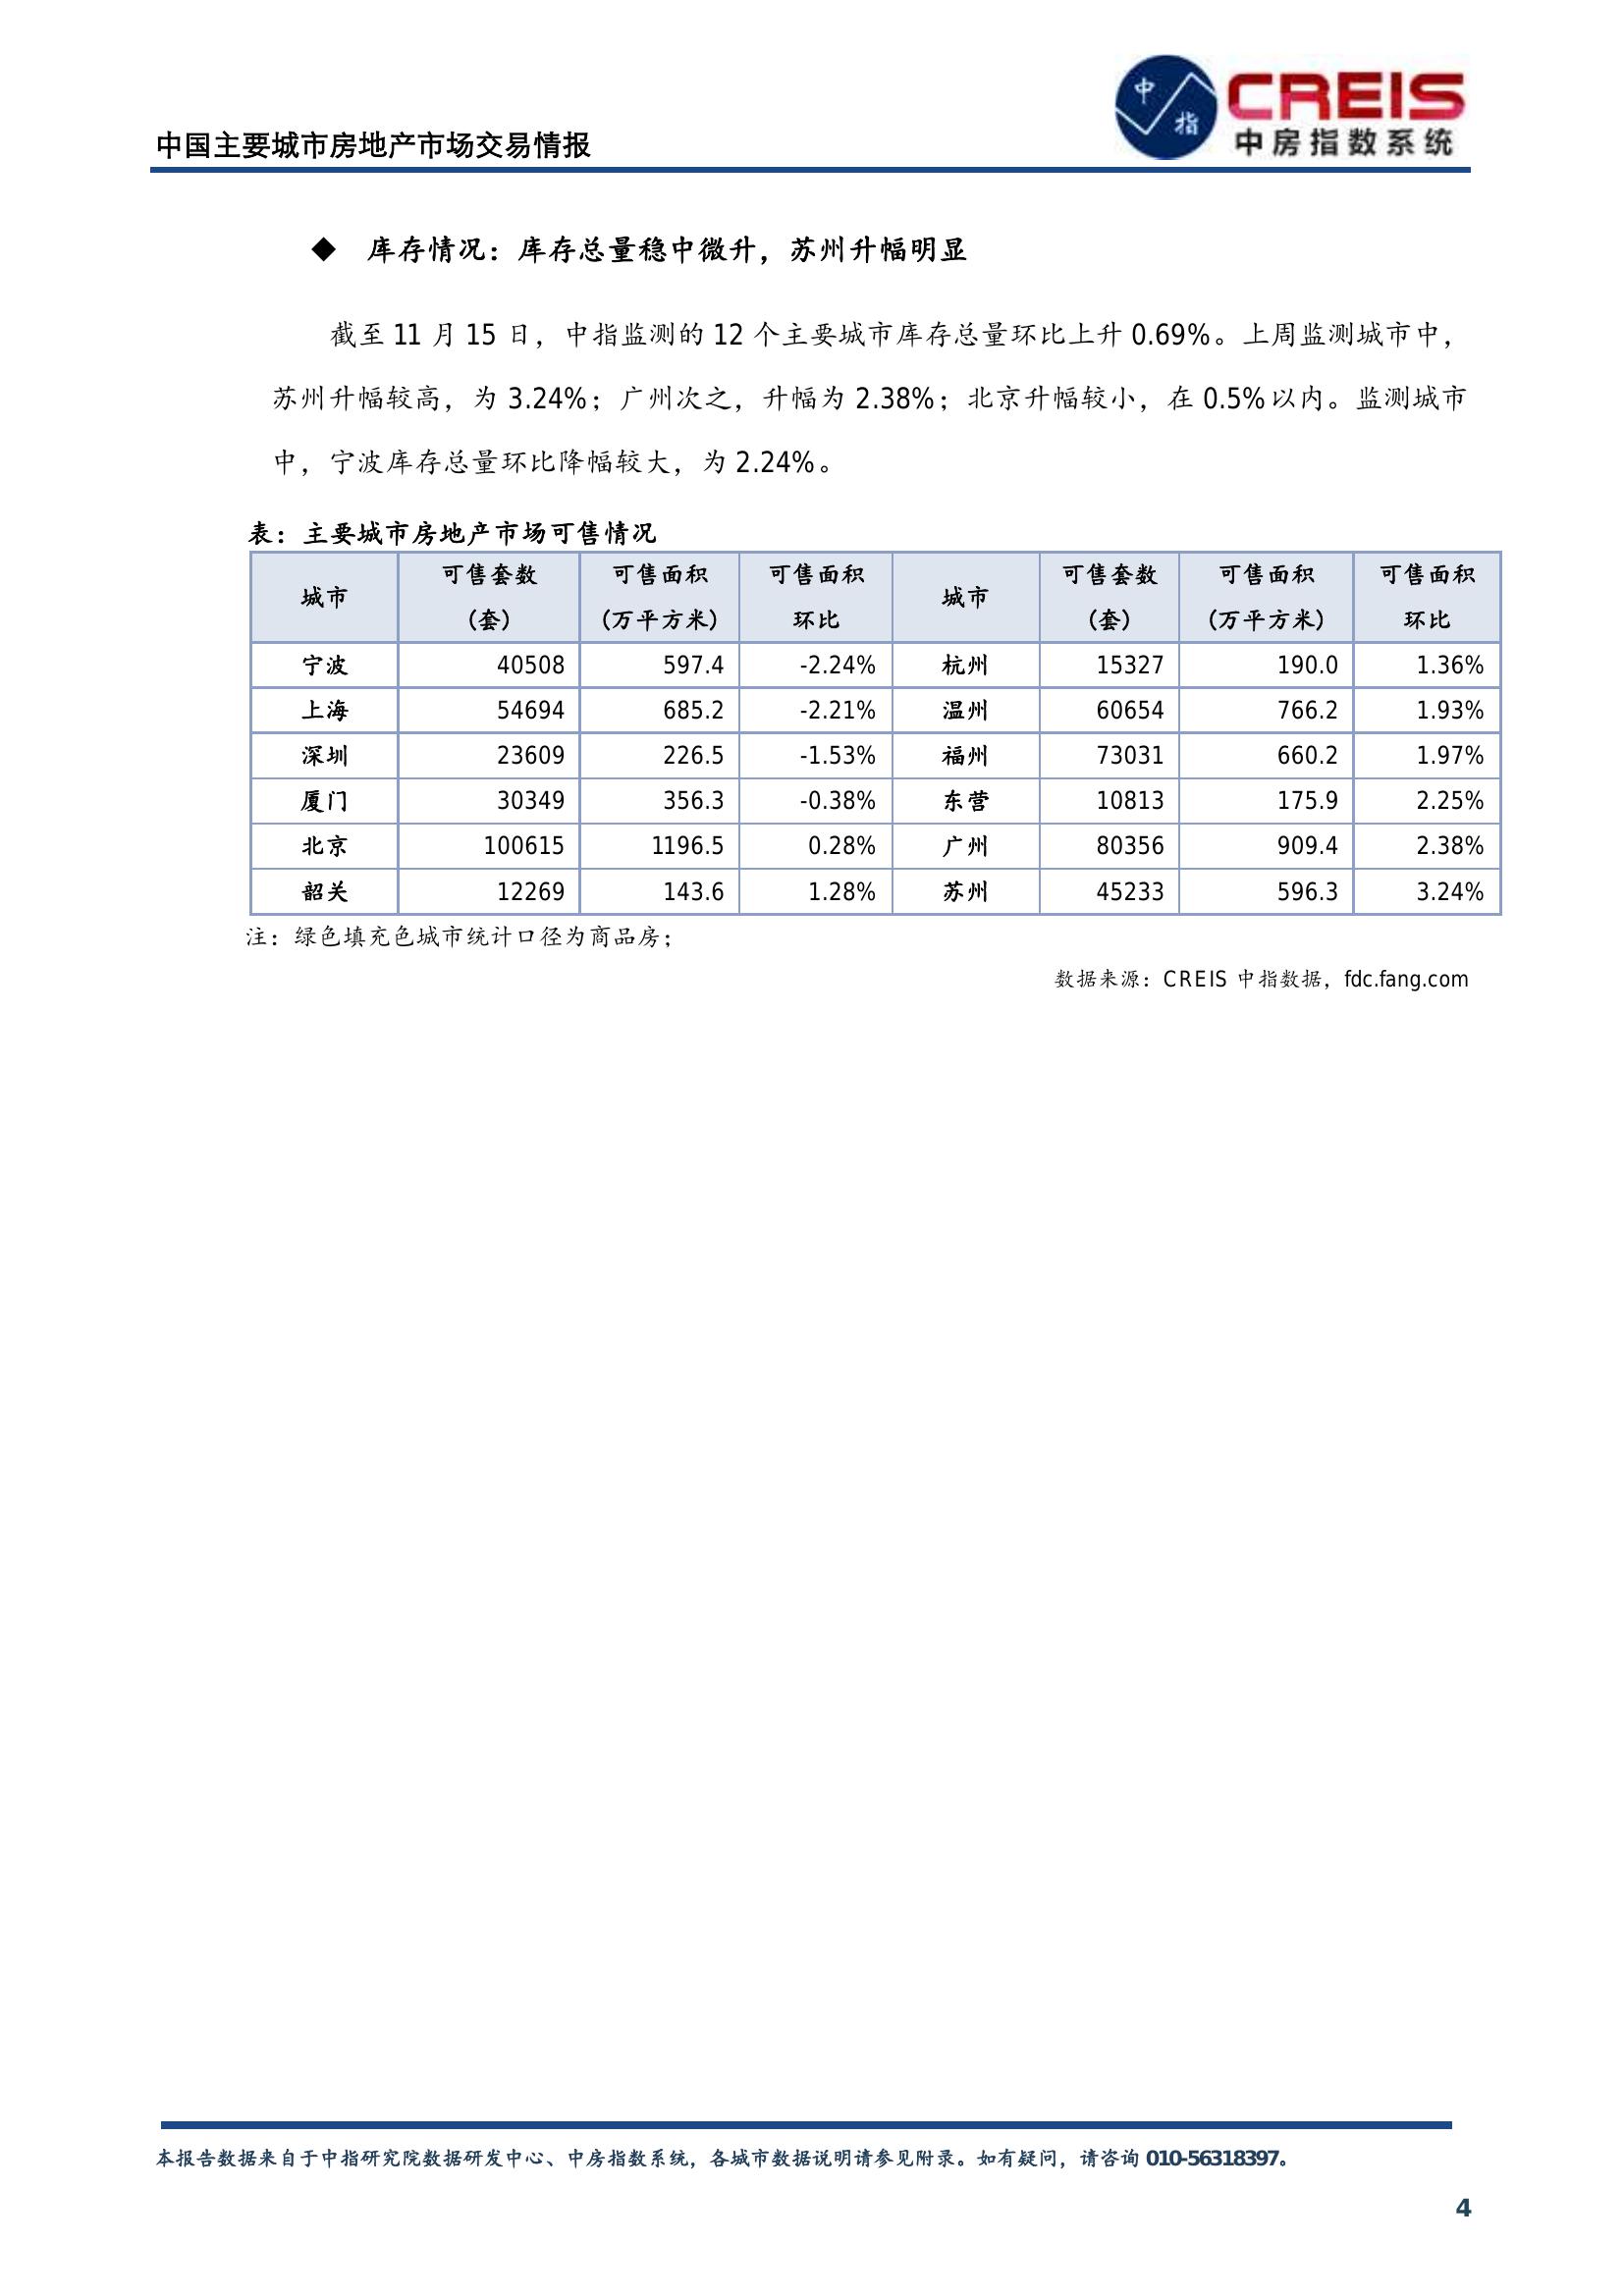 中国主要城市房地产市场交易情报
中
指
CREIS
中房指数系统
◆ 库存情况：库存总量稳中微升，苏州升幅明显
截至 11 月 15 日，中指监测的 12 个主要城市库存总量环比上升 0.69%。上周监测城市中，
苏州升幅较高，为 3.24%；广州次之，升幅为 2.38%；北京升幅较小，在 0.5%以内。监测城市
中，宁波库存总量环比降幅较大，为 2.24%。
表：主要城市房地产市场可售情况
城市 可售套数（套） 可售面积（万平方米） 可售面积环比 城市 可售套数（套） 可售面积（万平方米） 可售面积环比
宁波 40508 597.4 -2.24% 杭州 15327 190.0 1.36%
上海 54694 685.2 -2.21% 温州 60654 766.2 1.93%
深圳 23609 226.5 -1.53% 福州 73031 660.2 1.97%
厦门 30349 356.3 -0.38% 东营 10813 175.9 2.25%
北京 100615 1196.5 0.28% 广州 80356 909.4 2.38%
韶关 12269 143.6 1.28% 苏州 45233 596.3 3.24%
注：绿色填充色城市统计口径为商品房；
数据来源：CREIS 中指数据，fdc.fang.com
本报告数据来自于中指研究院数据研发中心、中房指数系统，各城市数据说明请参见附录。如有疑问，请咨询 010-56318397。
4